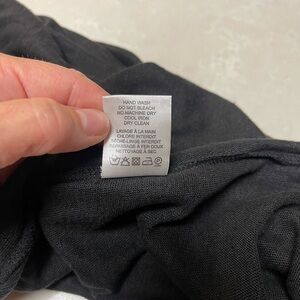 HAND WASH
DO NOT BLEACH
NO MACHINE DRY
COOL IRON
DRY CLEAN
LAVAGE À LA MAIN
CHLORE INTERDIT
SÈCHE-LINGE INTERDIT
REPASSAGE À FER DOUX
NETTOYAGE À SEC